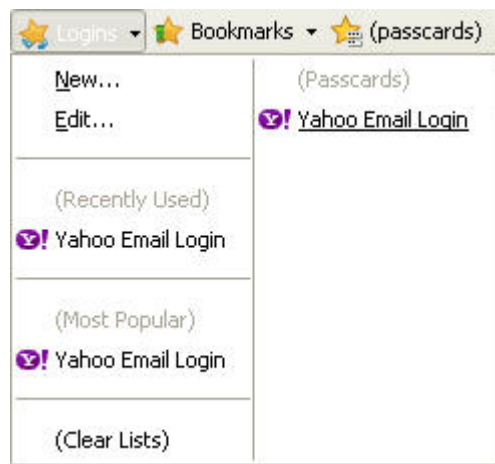 Logins Bookmarks (passcards)
New...
Edit...
(Recently Used)
Y! Yahoo Email Login
(Most Popular)
Y! Yahoo Email Login
(Clear Lists)
(Passcards)
Y! Yahoo Email Login